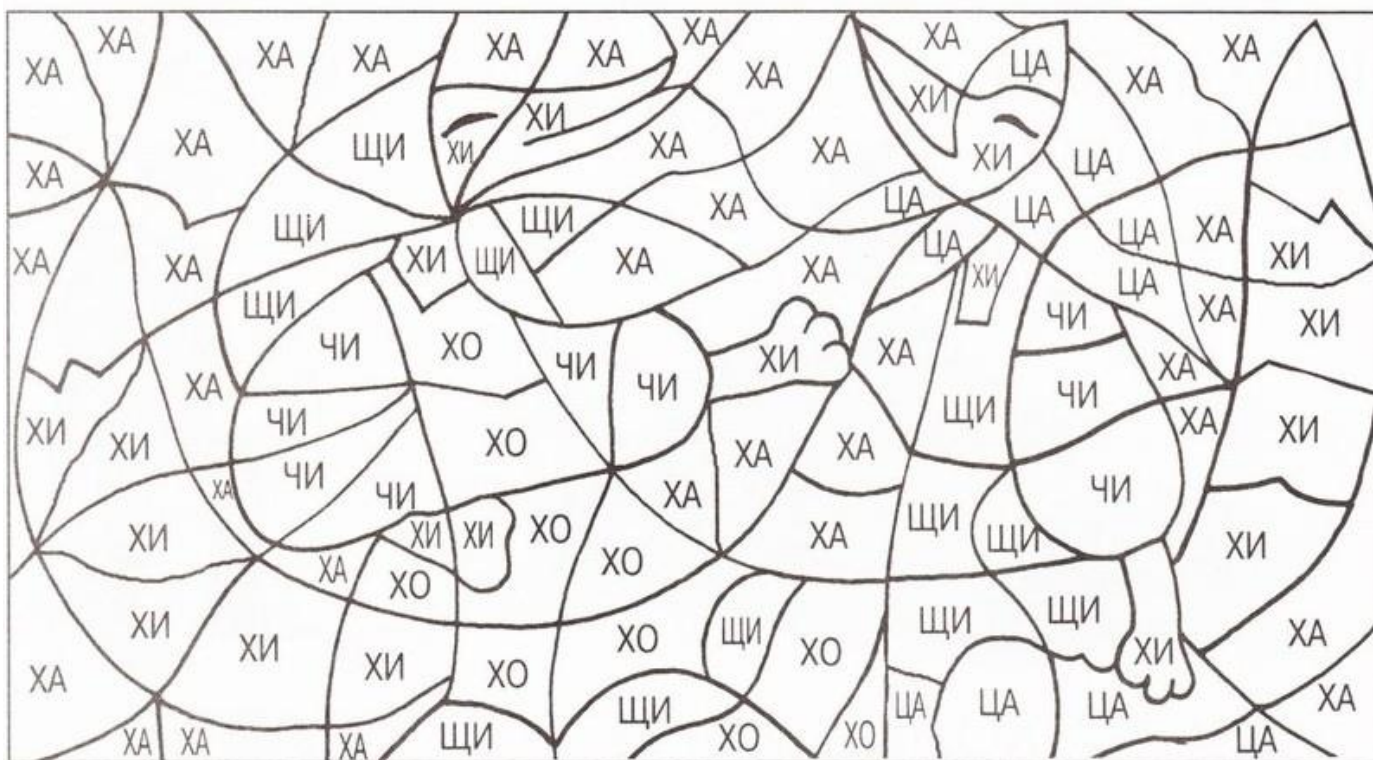 ХА ХА ХА ХА ХА ХА ХА ХА ХА ХА
ХА ХА ХА ЦА
ХИ ХИ
ХА ЩИ ХИ ХА ХА ХИ ЦА
ХА
ЩИ ЩИ ХА ЦА ЦА ЦА ХА
ХА ХА ХИ ЩИ ХА ХА ЦА ХИ ЦА ХИ
ЩИ ЧИ ХА ХИ
ЧИ ХО ЧИ ЧИ ХИ ХА ХА
ХА ЧИ ЩИ ЧИ ХА
ХИ ХИ ЧИ ХО ХА ХА ХИ
ЧИ ЧИ ХА ЧИ
ХА
ХИ ХИ ХИ ХО ХА ЩИ ЩИ ХИ
ХА ХО ХО
ХИ ХИ ХИ ХО ЩИ ХО ЩИ ЩИ ХИ ХА
ХА ХО ЩИ ЦА ЦА ЦА ХА
ХА ХА ХА ЩИ ХО ХО ЦА